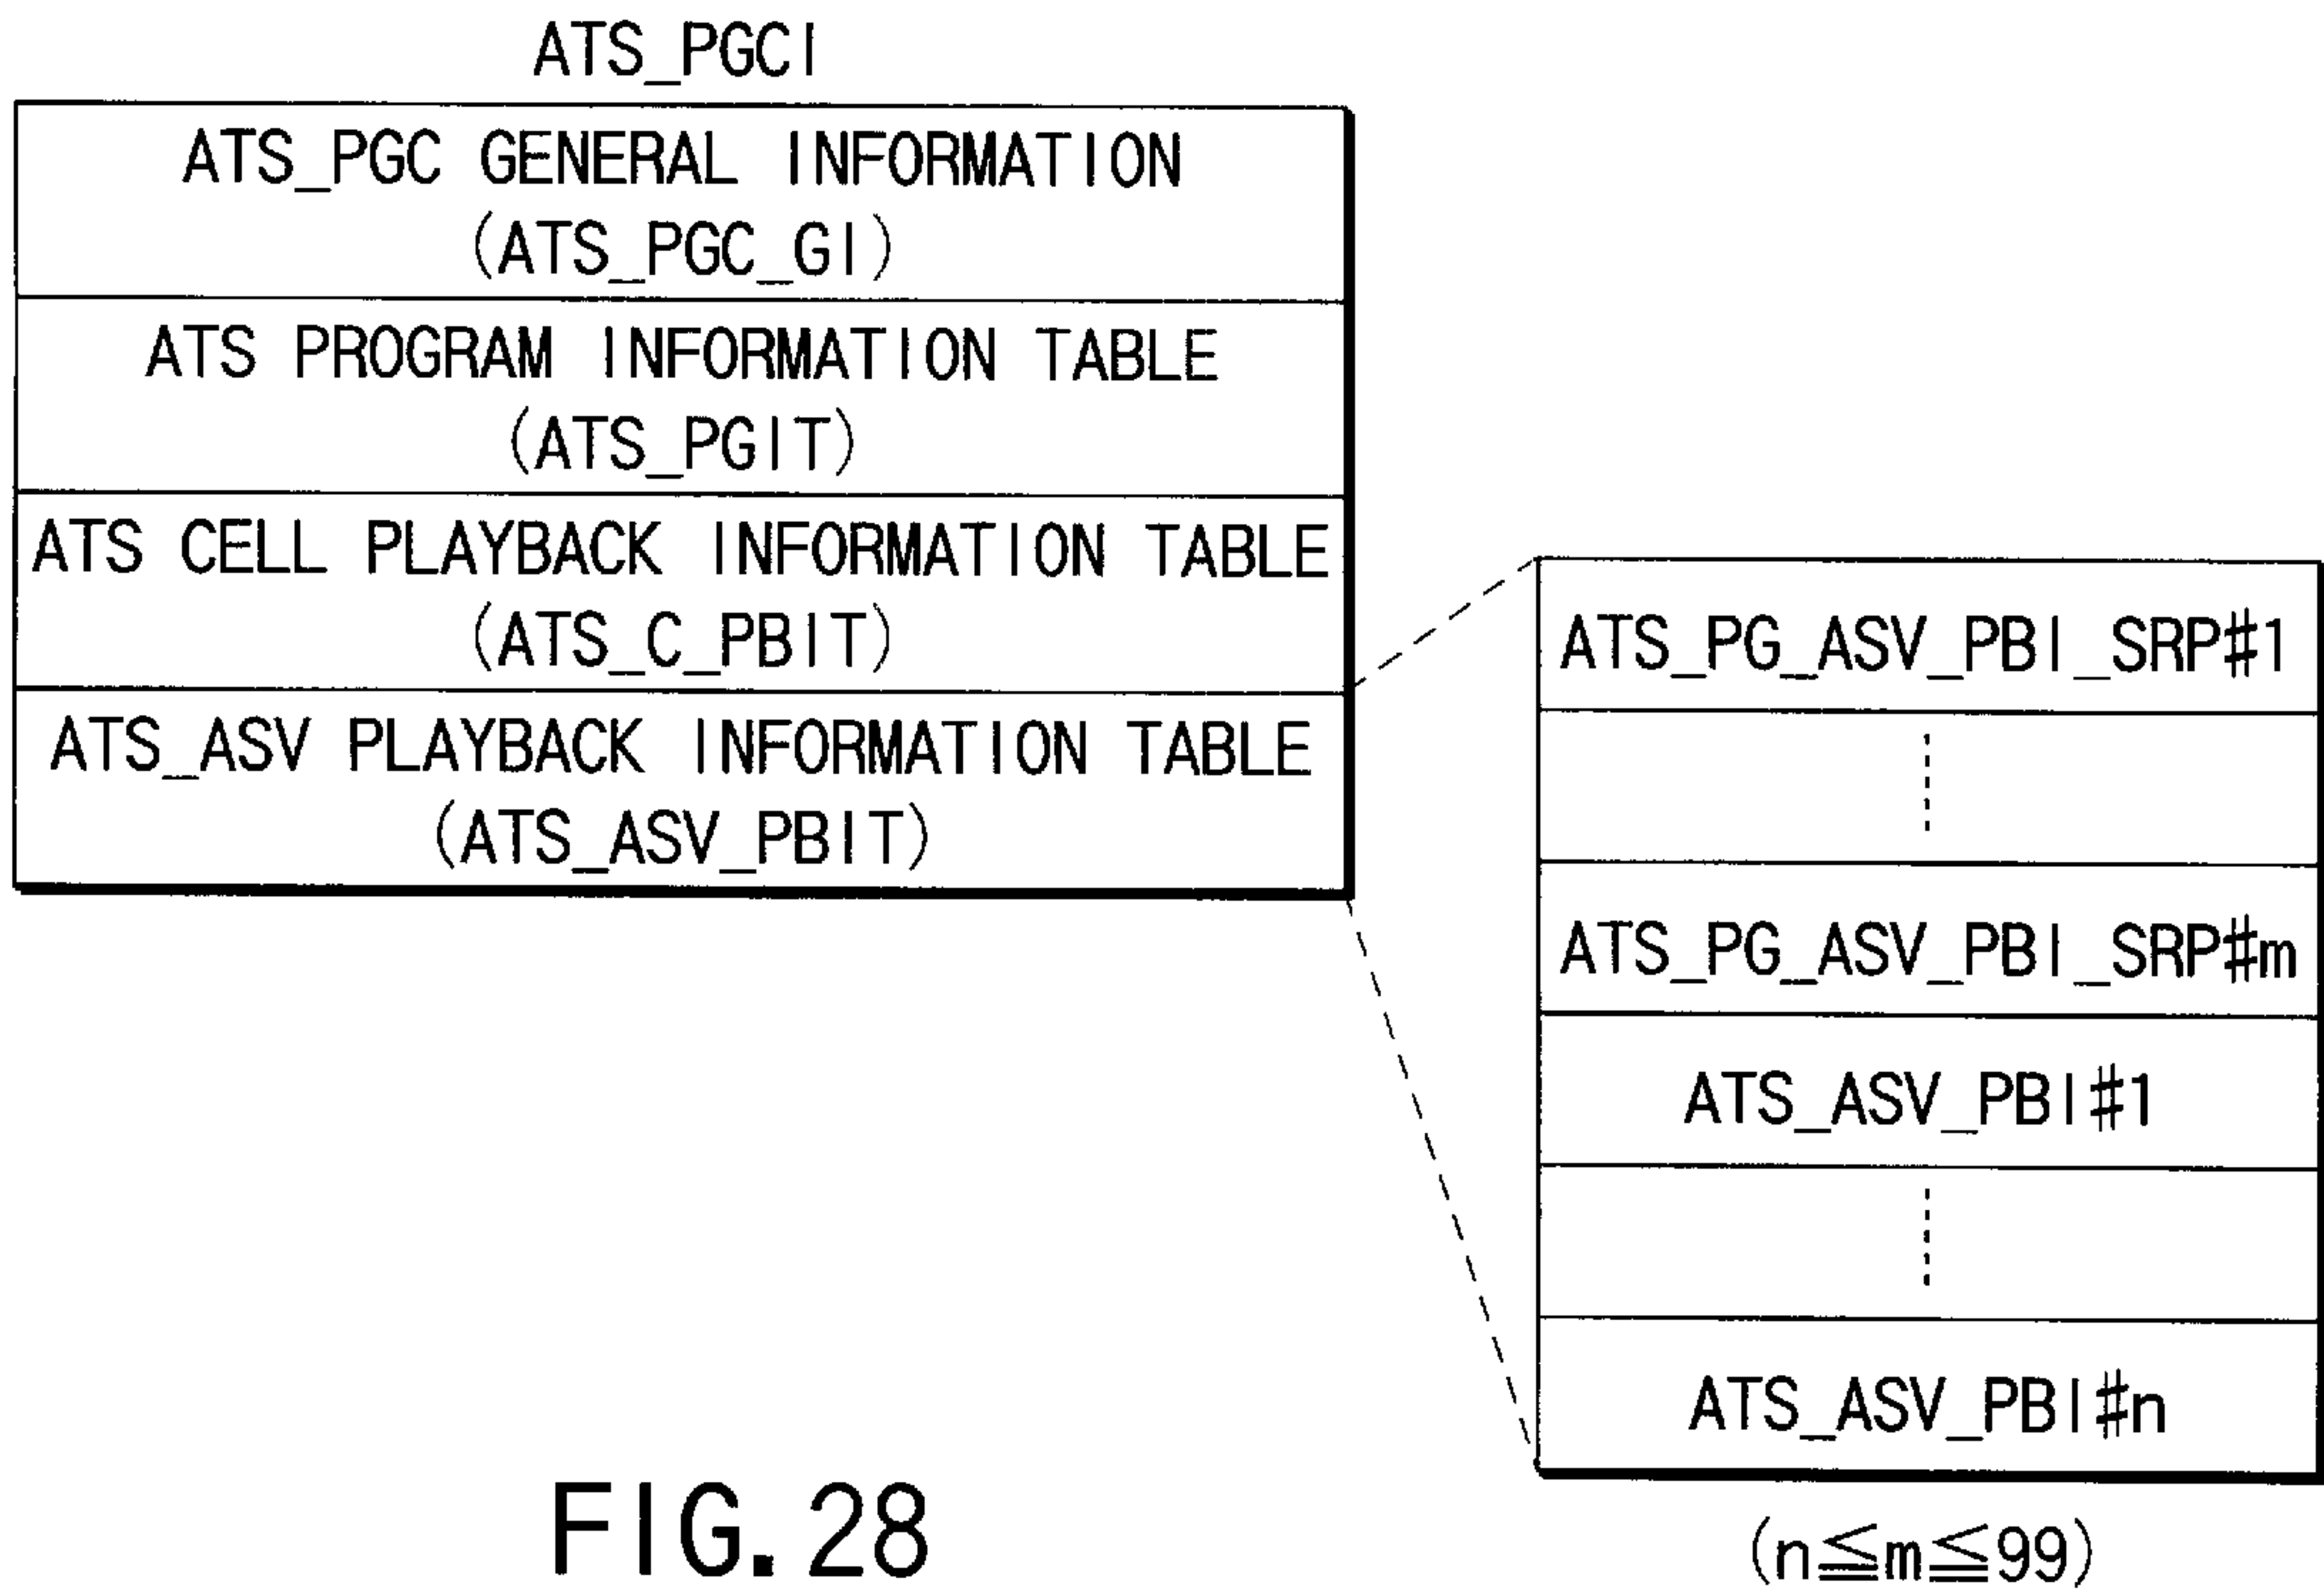 ATS_PGCI
ATS_PGC GENERAL INFORMATION
(ATS_PGC_GI)
ATS PROGRAM INFORMATION TABLE
(ATS_PGIT)
ATS CELL PLAYBACK INFORMATION TABLE
(ATS_C_PBIT)
ATS_ASV PLAYBACK INFORMATION TABLE
(ATS_ASV_PBIT)
ATS_PG_ASV_PBI_SRP#1
ATS_PG_ASV_PBI_SRP#m
ATS_ASV_PBI#1
ATS_ASV_PBI#n
(n≦m≦99)
FIG.28